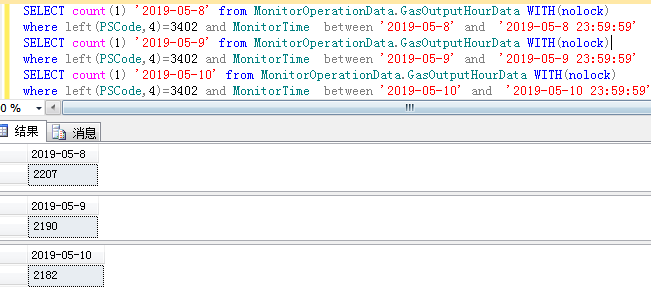 SELECT count(1) '2019-05-8' from MonitorOperationData.GasOutputHourData WITH(nolock)
where left(PSCode,4)=3402 and MonitorTime between '2019-05-8' and '2019-05-8 23:59:59'
SELECT count(1) '2019-05-9' from MonitorOperationData.GasOutputHourData WITH(nolock)
where left(PSCode,4)=3402 and MonitorTime between '2019-05-9' and '2019-05-9 23:59:59'
SELECT count(1) '2019-05-10' from MonitorOperationData.GasOutputHourData WITH(nolock)
where left(PSCode,4)=3402 and MonitorTime between '2019-05-10' and '2019-05-10 23:59:59'
0 %
结果 消息
2019-05-8
2207
2019-05-9
2190
2019-05-10
2182